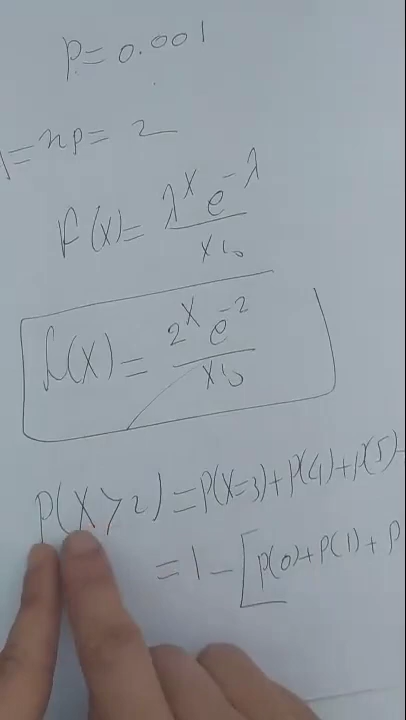 P = 0.001
λ = np = 2
f(x) = λ^x e^-λ / x!
f(x) = 2^x e^-2 / x!
P(X > 2) = P(X=3) + P(4) + P(5) -
= 1 - [P(0) + P(1) + P